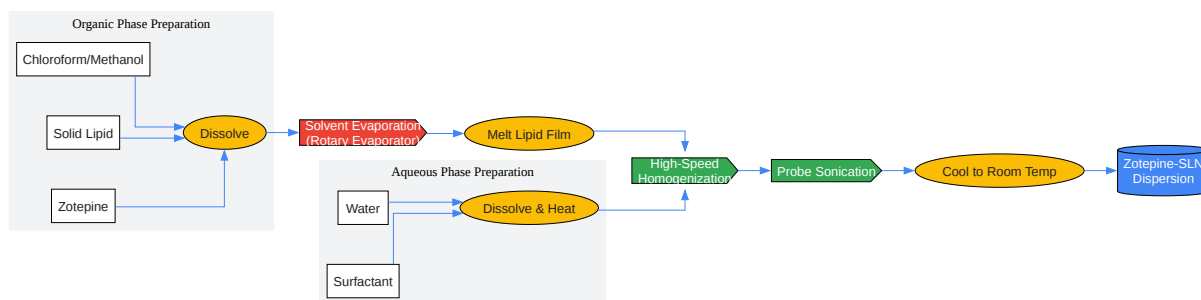 Organic Phase Preparation
Chloroform/Methanol
Solid Lipid
Dissolve
Zotepine
Solvent Evaporation
(Rotary Evaporator)
Melt Lipid Film
Aqueous Phase Preparation
Water
Dissolve & Heat
Surfactant
High-Speed
Homogenization
Probe Sonication
Cool to Room Temp
Zotepine-SLN
Dispersion